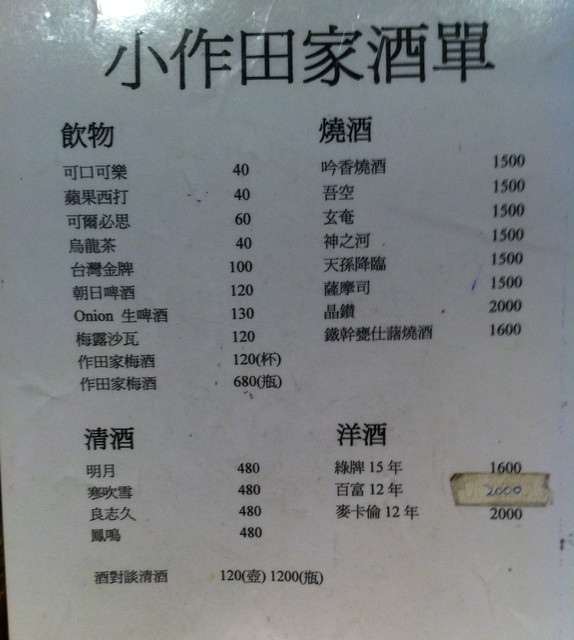 小作田家酒單
飲物
可口可樂 40
蘋果西打 40
可爾必思 60
烏龍茶 40
台灣金牌 100
朝日啤酒 120
Onion 生啤酒 130
梅露沙瓦 120
作田家梅酒 120(杯)
作田家梅酒 680(瓶)
燒酒
吟香燒酒 1500
吾空 1500
玄奄 1500
神之河 1500
天孫降臨 1500
薩摩司 1500
晶鑽 2000
鐵幹甕仕藷燒酒 1600
清酒
明月 480
寒吹雪 480
良志久 480
鳳鳴 480
酒對談清酒 120(壺) 1200(瓶)
洋酒
綠牌 15 年 1600
百富 12 年 2000
麥卡倫 12 年 2000